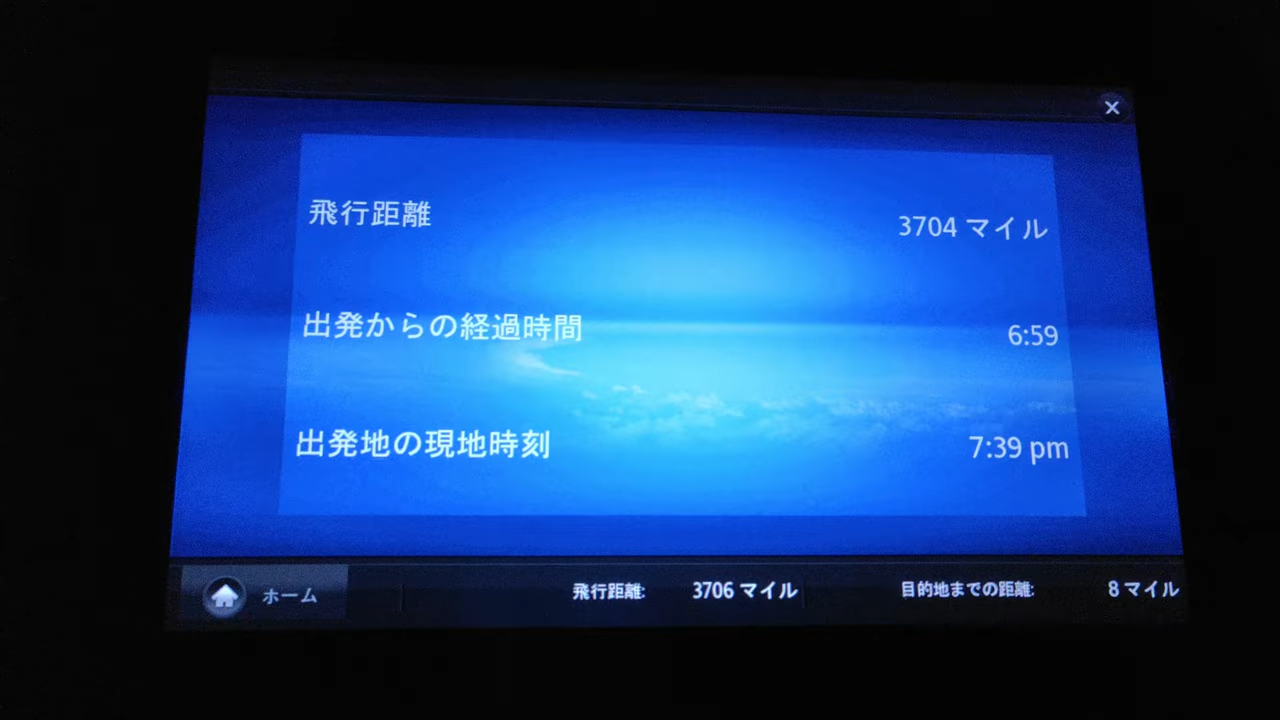 飛行距離 3704 マイル
出発からの経過時間 6:59
出発地の現地時刻 7:39 pm
ホーム 飛行距離: 3706 マイル 目的地までの距離: 8 マイル